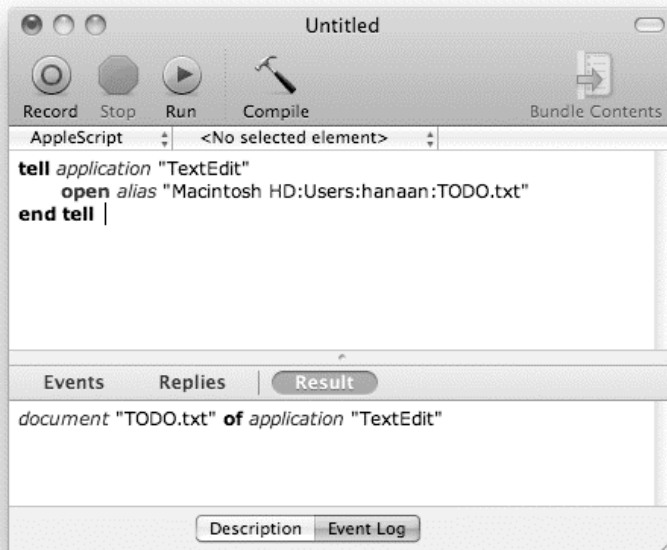 Untitled
Record Stop Run Compile Bundle Contents
AppleScript <No selected element>
tell application "TextEdit"
open alias "Macintosh HD:Users:hanaan:TODO.txt"
end tell
Events Replies Result
document "TODO.txt" of application "TextEdit"
Description Event Log